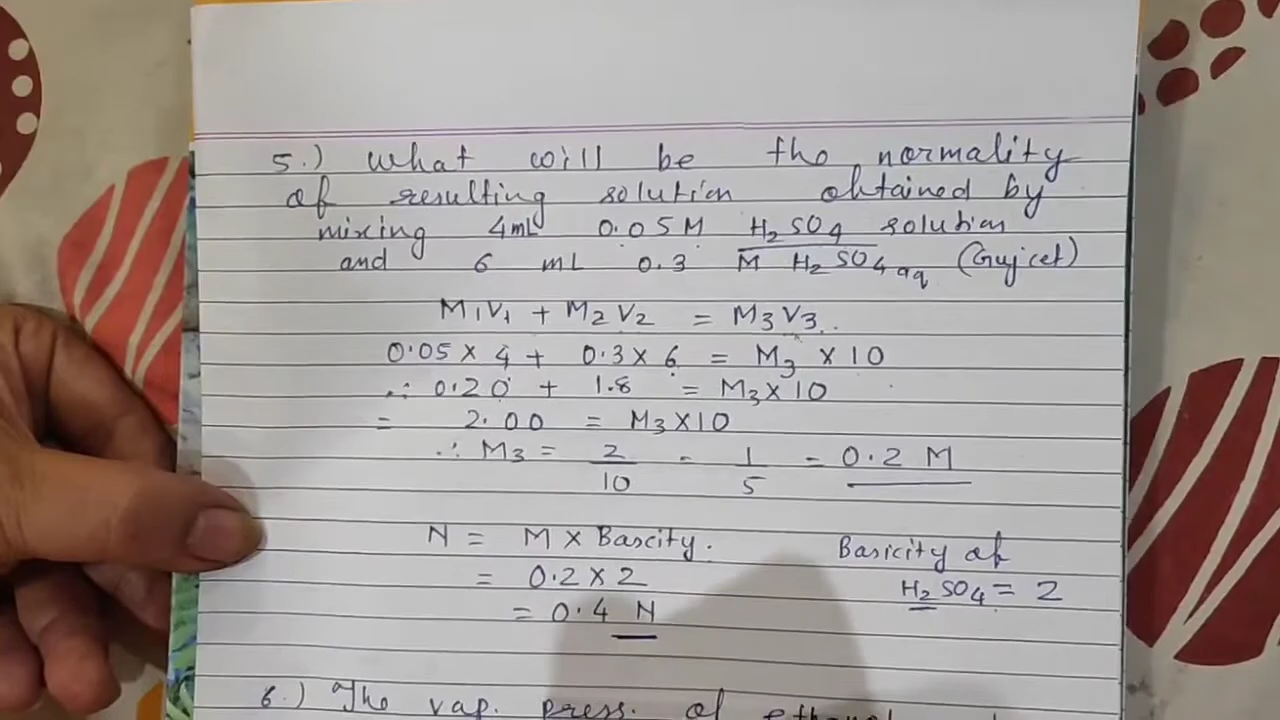 5.) what will be the normality
of resulting solution obtained by
mixing 4mL 0.05 M H2SO4 solution
and 6 mL 0.3 M H2SO4 aq (Gujcet)
M1V1 + M2V2 = M3V3..
0.05 × 4 + 0.3 × 6 = M3 × 10
∴ 0.20 + 1.8 = M3×10
= 2.00 = M3×10
∴ M3 = 2/10 = 1/5 = 0.2 M
N = M × Bascity.
= 0.2 × 2
= 0.4 N
Basicity of
H2SO4 = 2
6.) The vap. press. of ethanol